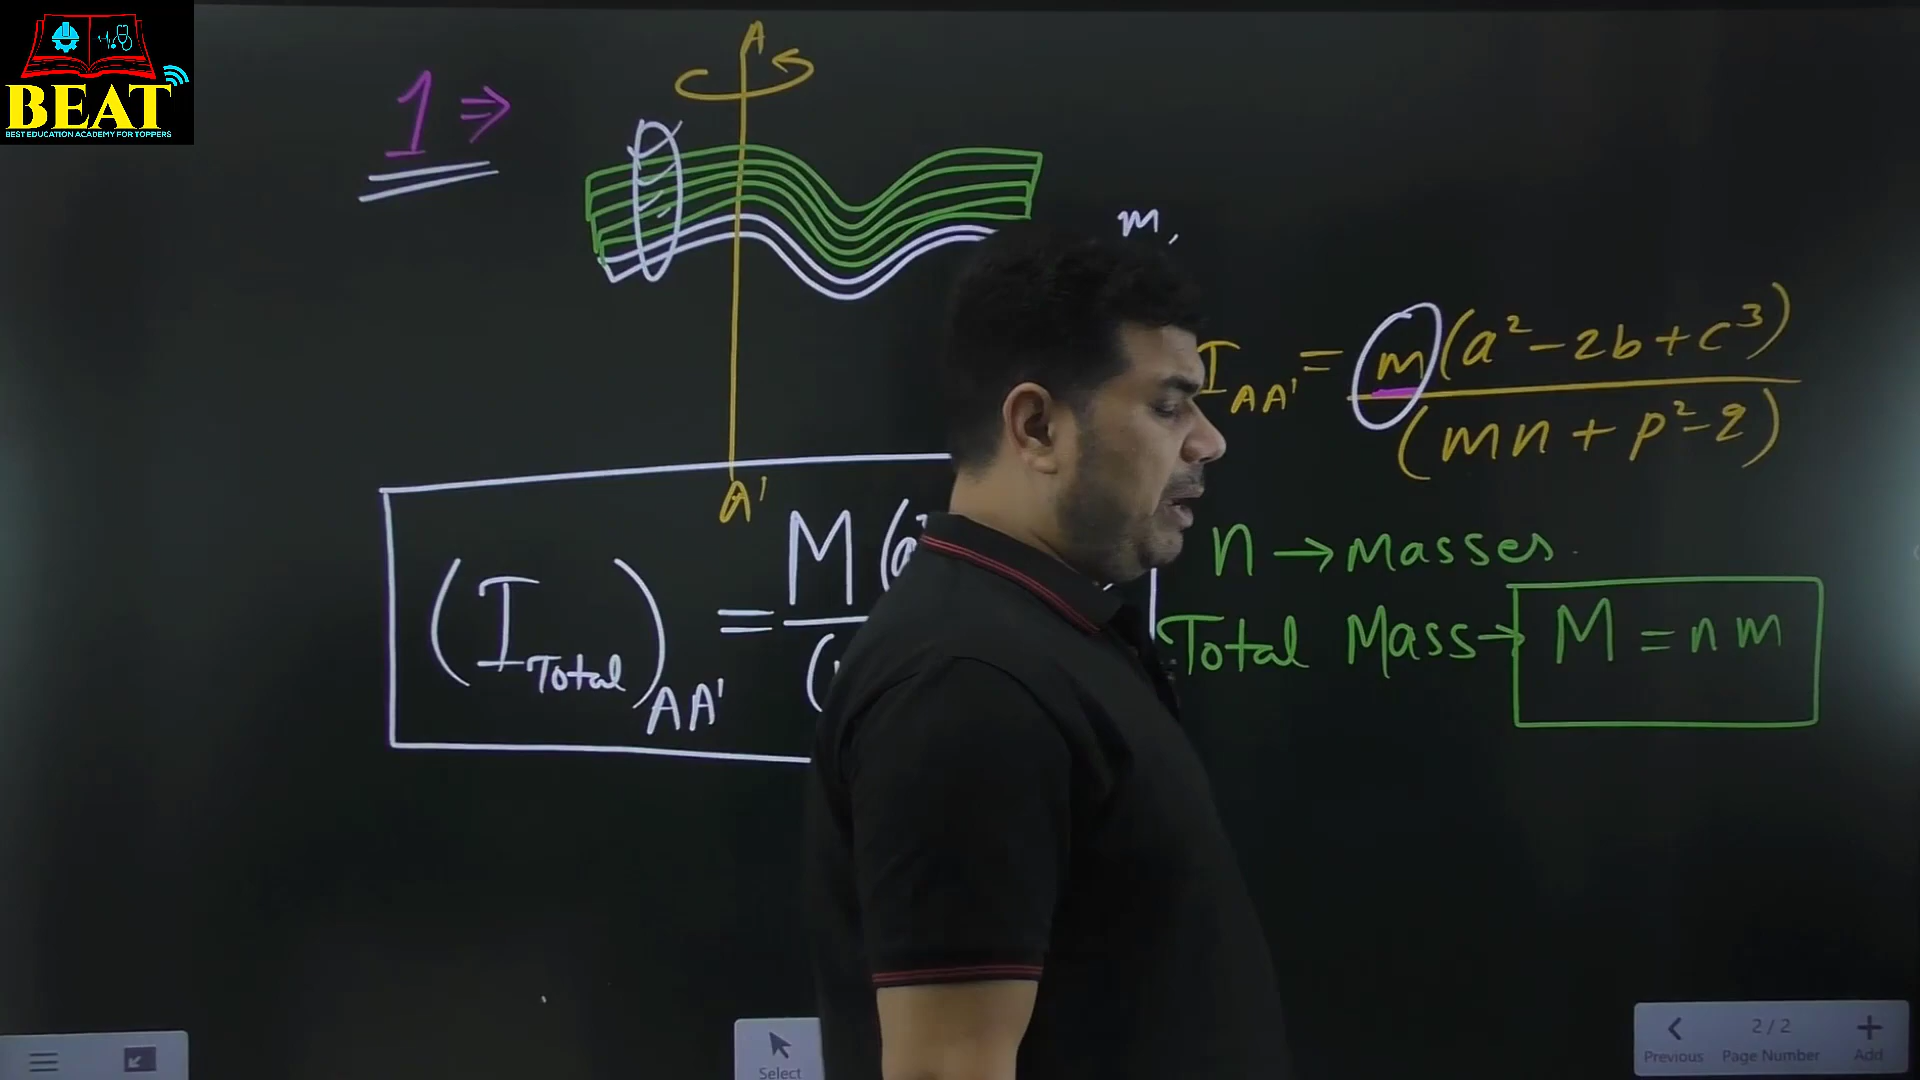 BEAT
BEST EDUCATION ACADEMY FOR TOPPERS
1 ⇒
A
m,
I_AA' = m(a² - 2b + c³) / (mn + p² - q)
A'
(I_Total)_AA' = M(a
n → Masses.
Total Mass → M = nm
Select
2 / 2
Previous Page Number Add